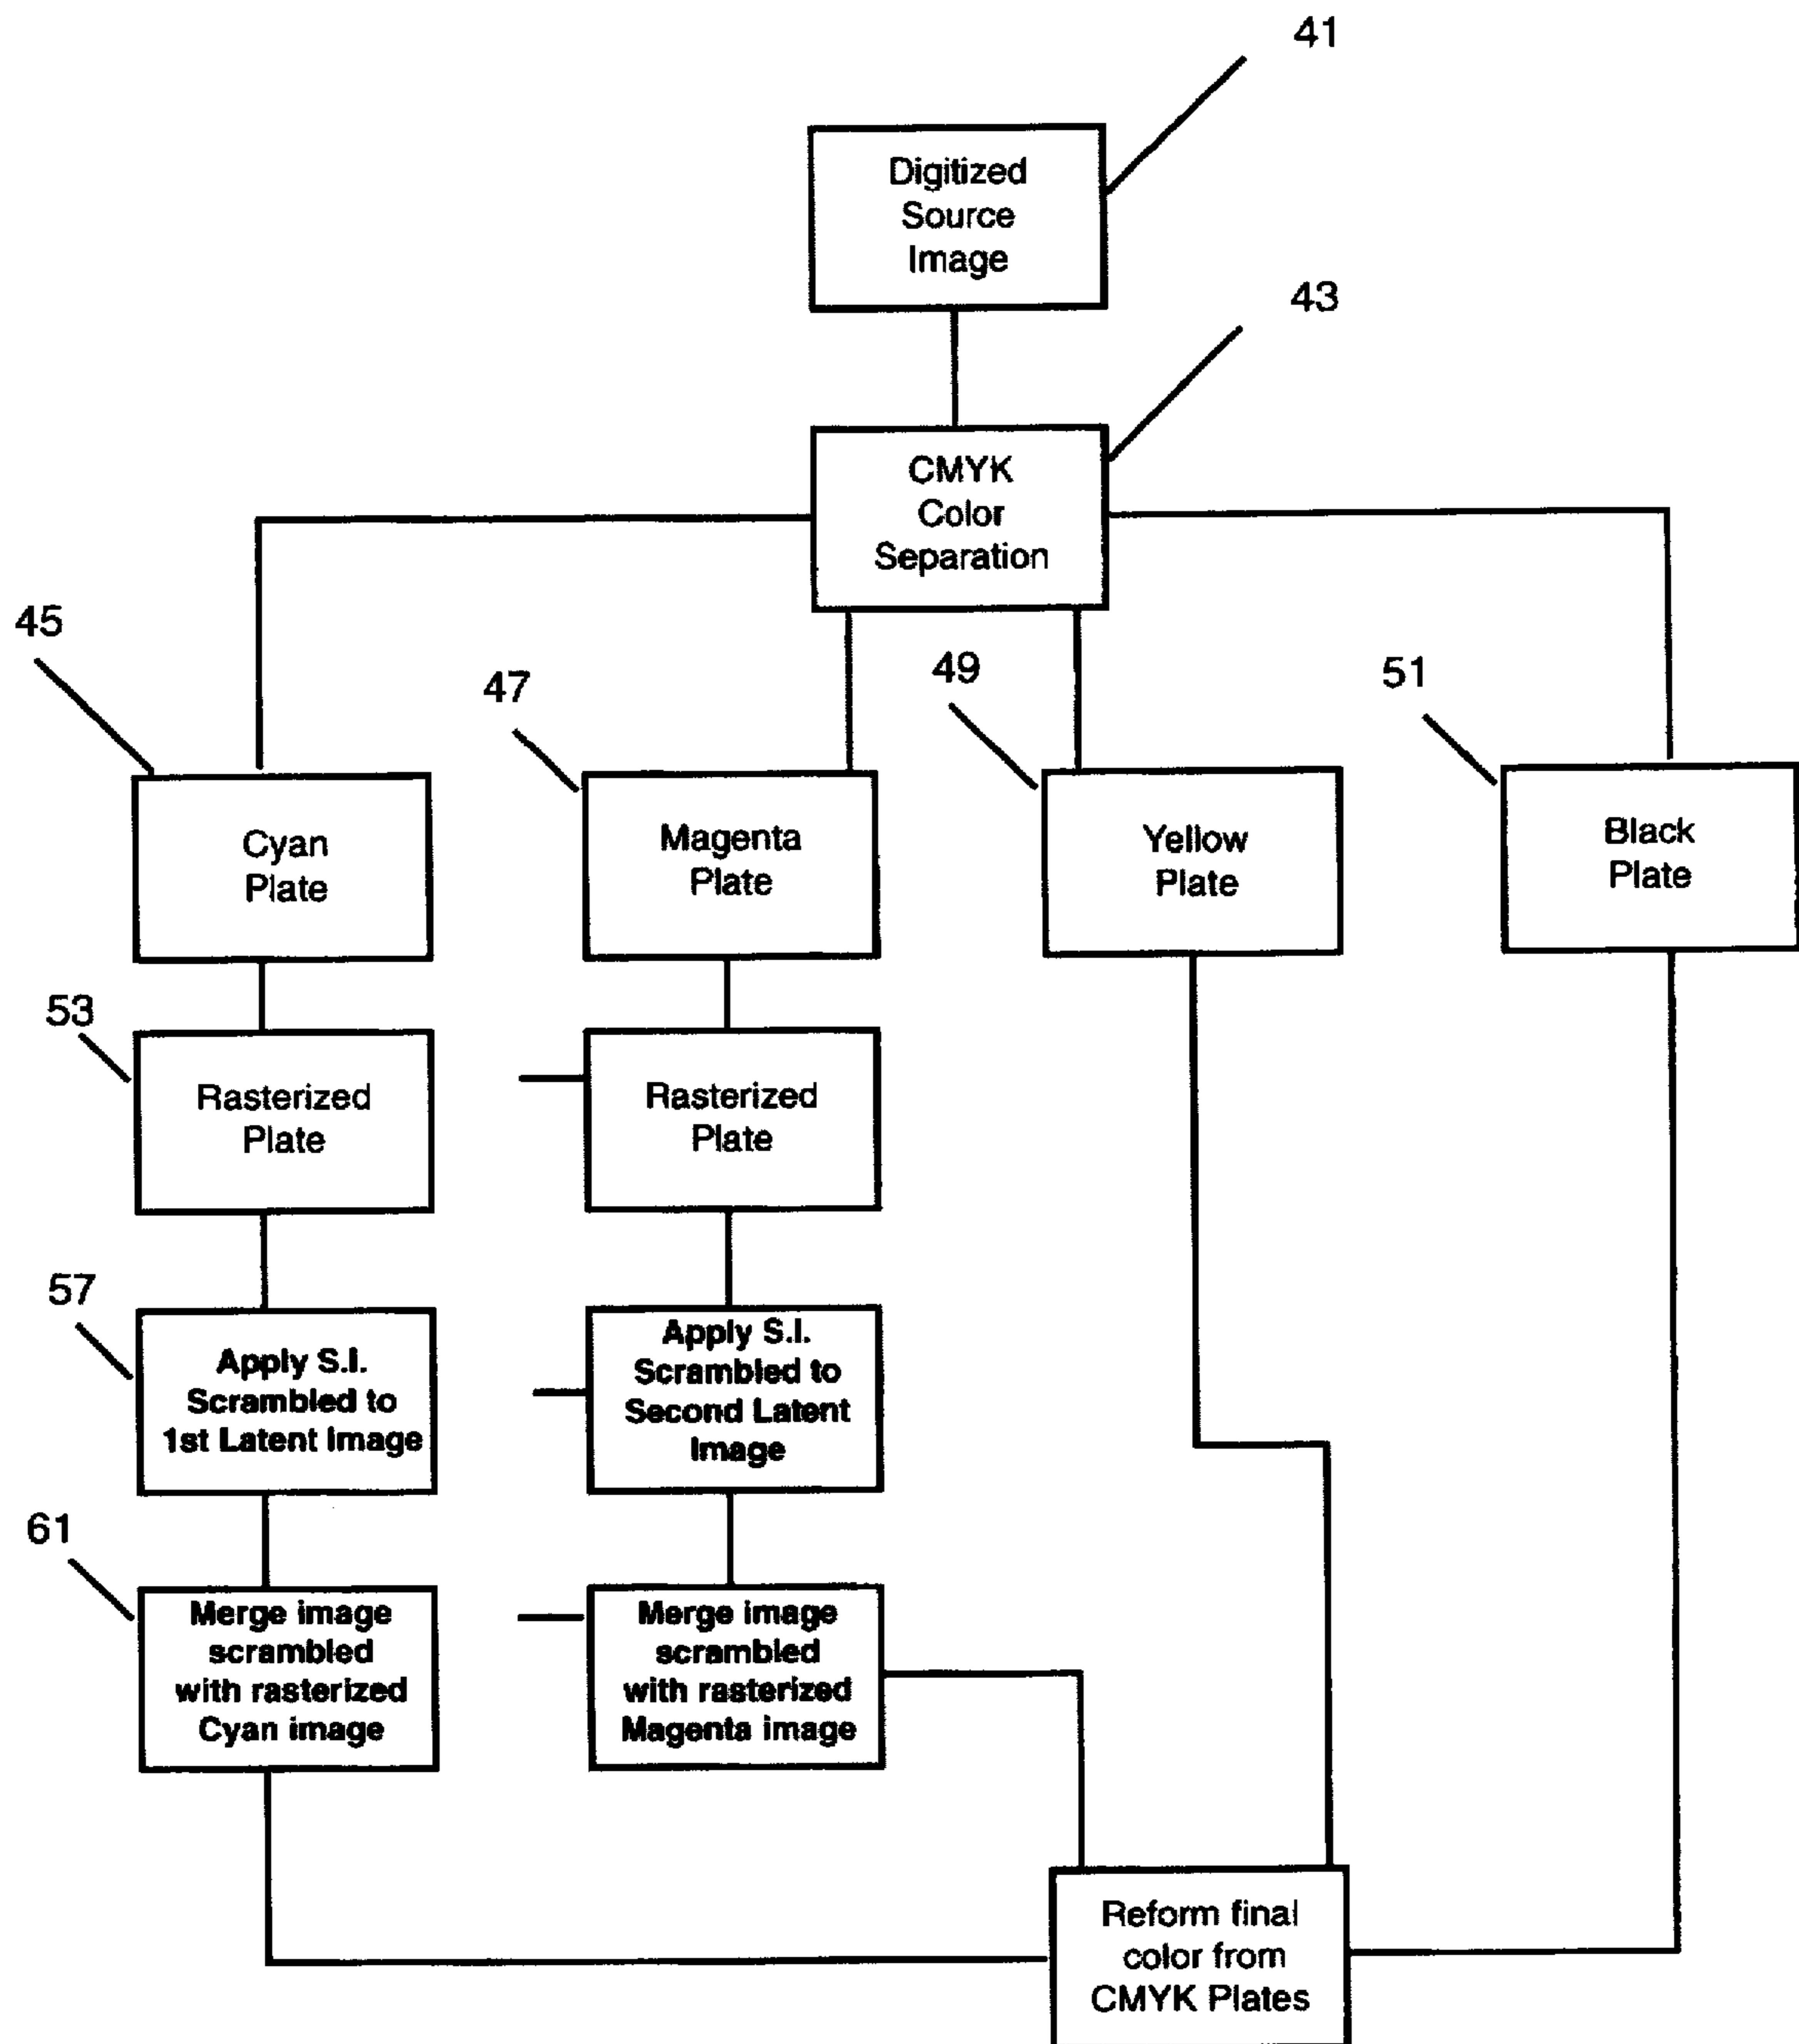 41
Digitized
Source
Image
43
CMYK
Color
Separation
45
47
49
51
Cyan
Plate
Magenta
Plate
Yellow
Plate
Black
Plate
53
Rasterized
Plate
Rasterized
Plate
57
Apply S.I.
Scrambled to
1st Latent Image
Apply S.I.
Scrambled to
Second Latent
Image
61
Merge image
scrambled
with rasterized
Cyan image
Merge image
scrambled
with rasterized
Magenta image
Reform final
color from
CMYK Plates